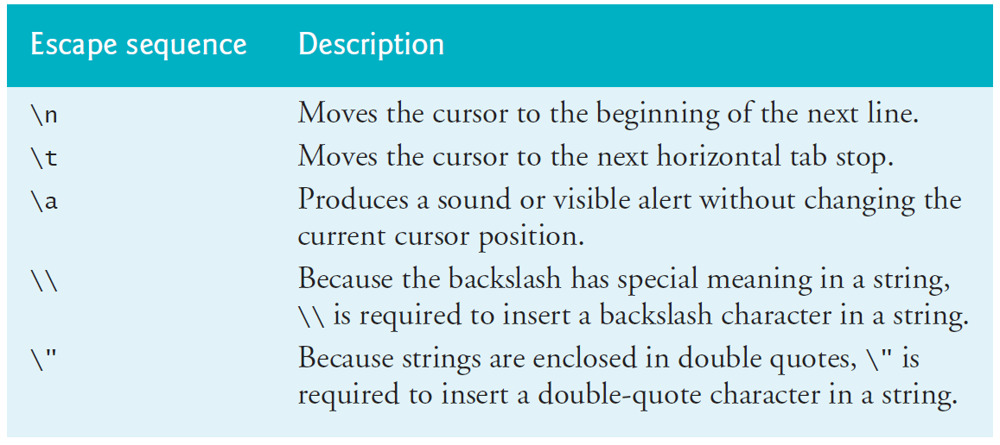 Escape sequence Description
\n Moves the cursor to the beginning of the next line.
\t Moves the cursor to the next horizontal tab stop.
\a Produces a sound or visible alert without changing the
current cursor position.
\\ Because the backslash has special meaning in a string,
\\ is required to insert a backslash character in a string.
\" Because strings are enclosed in double quotes, \" is
required to insert a double-quote character in a string.